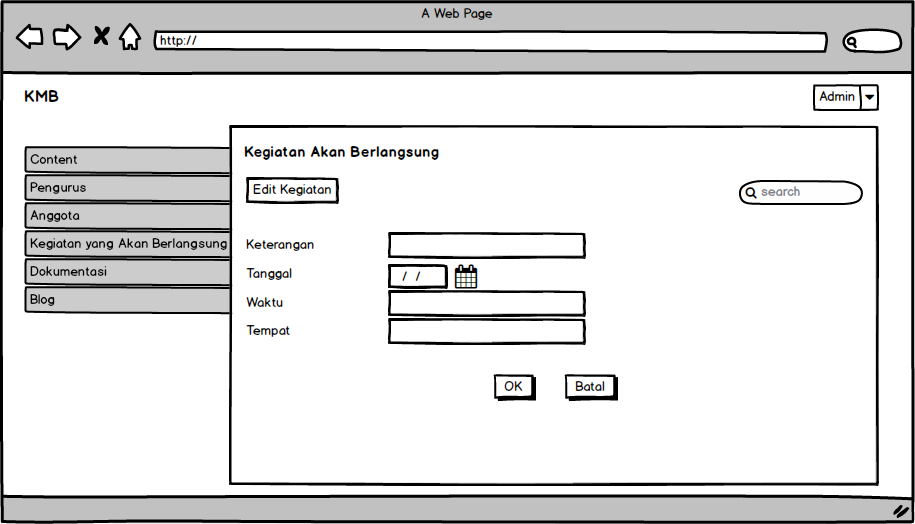 A Web Page
http://
KMB
Admin
Content
Pengurus
Anggota
Kegiatan yang Akan Berlangsung
Dokumentasi
Blog
Kegiatan Akan Berlangsung
Edit Kegiatan
search
Keterangan
Tanggal
/ /
Waktu
Tempat
OK
Batal